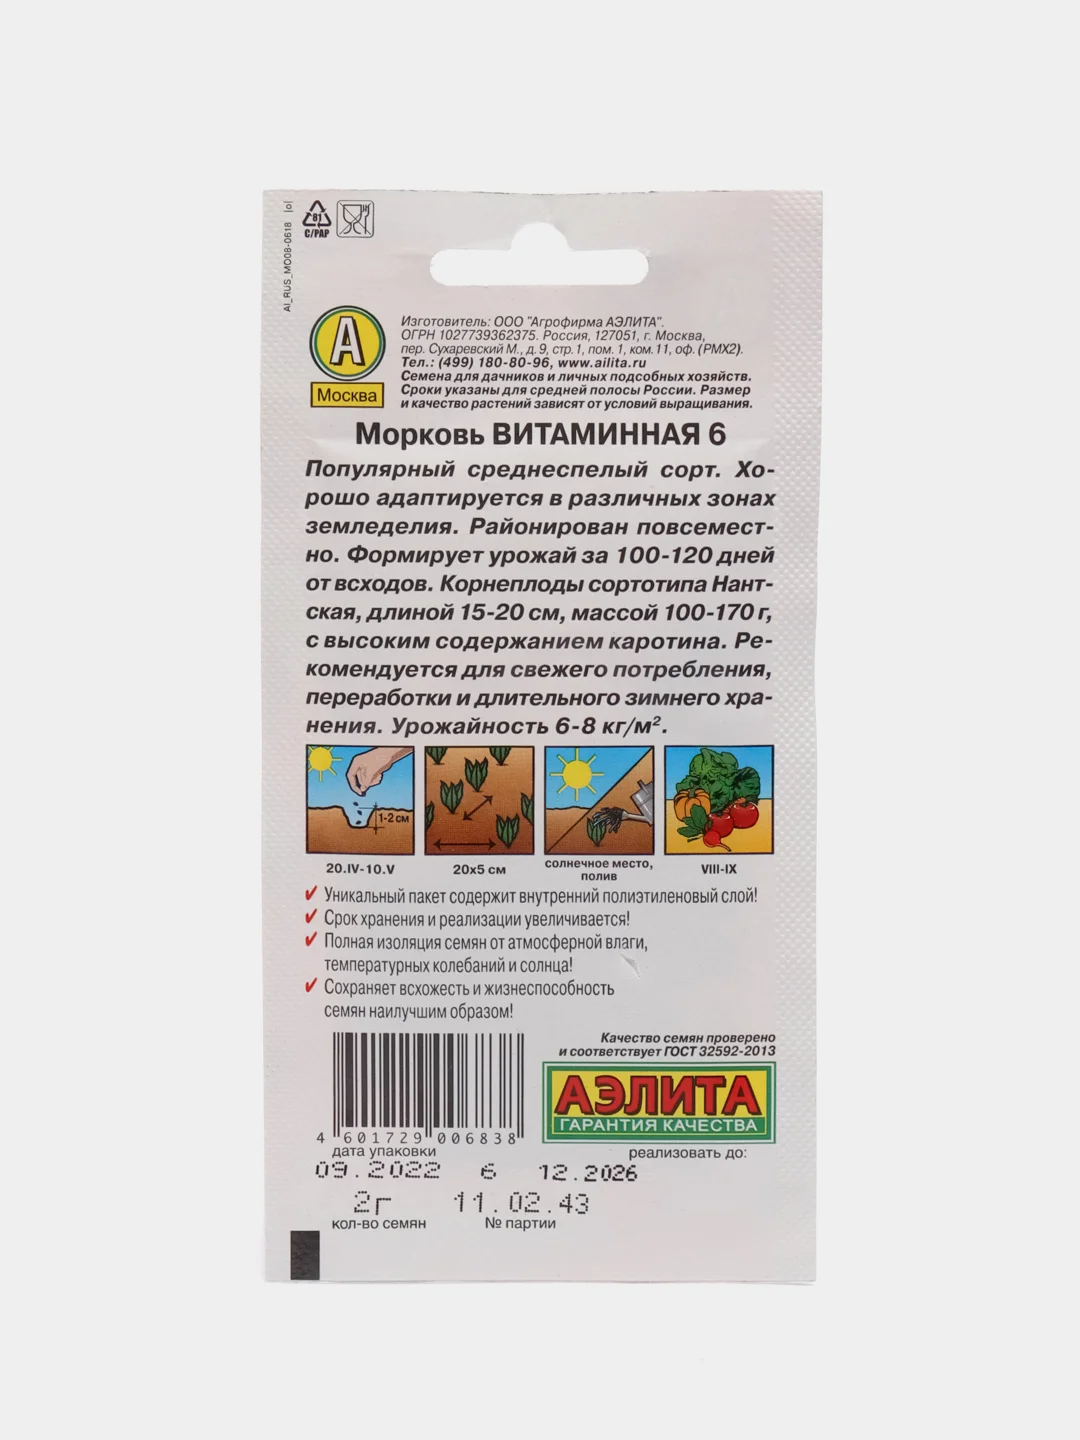 AI_RUS_MO08-0618 |o|
81
C/PAP
А
Москва
Изготовитель: ООО "Агрофирма АЭЛИТА".
ОГРН 1027739362375. Россия, 127051, г. Москва,
пер. Сухаревский М., д. 9, стр. 1, пом. 1, ком. 11, оф. (РМХ2).
Тел.: (499) 180-80-96, www.ailita.ru
Семена для дачников и личных подсобных хозяйств.
Сроки указаны для средней полосы России. Размер
и качество растений зависят от условий выращивания.
Морковь ВИТАМИННАЯ 6
Популярный среднеспелый сорт. Хо-
рошо адаптируется в различных зонах
земледелия. Районирован повсемест-
но. Формирует урожай за 100-120 дней
от всходов. Корнеплоды сортотипа Нант-
ская, длиной 15-20 см, массой 100-170 г,
с высоким содержанием каротина. Ре-
комендуется для свежего потребления,
переработки и длительного зимнего хра-
нения. Урожайность 6-8 кг/м².
1-2 см
20.IV-10.V
20x5 см
солнечное место,
полив
VIII-IX
Уникальный пакет содержит внутренний полиэтиленовый слой!
Срок хранения и реализации увеличивается!
Полная изоляция семян от атмосферной влаги,
температурных колебаний и солнца!
Сохраняет всхожесть и жизнеспособность
семян наилучшим образом!
Качество семян проверено
и соответствует ГОСТ 32592-2013
АЭЛИТА
ГАРАНТИЯ КАЧЕСТВА
4 601729 006838
дата упаковки
реализовать до:
09.2022 6 12.2026
2г 11.02.43
кол-во семян
№ партии